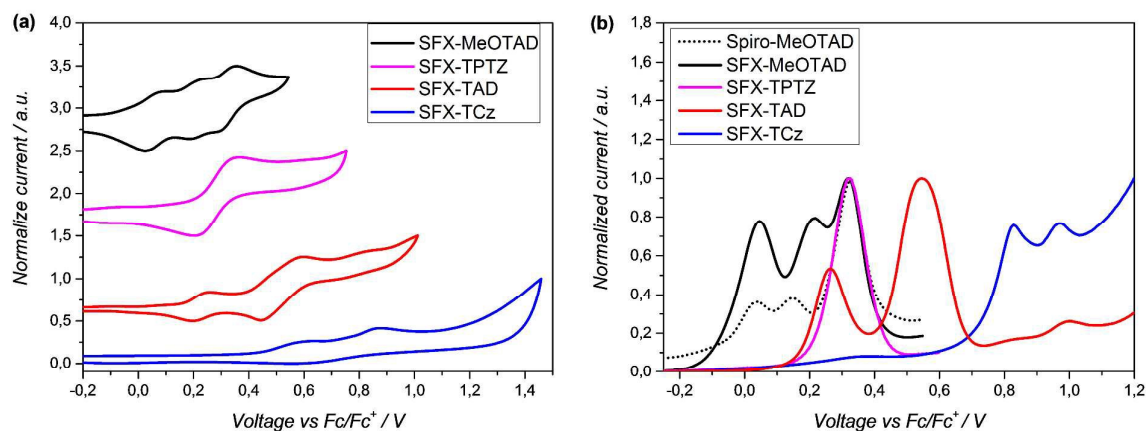 (a)
4,0
3,5
3,0
2,5
2,0
1,5
1,0
0,5
0,0
Normalize current / a.u.
SFX-MeOTAD
SFX-TPTZ
SFX-TAD
SFX-TCz
-0,2 0,0 0,2 0,4 0,6 0,8 1,0 1,2 1,4
Voltage vs Fc/Fc+ / V
(b)
1,8
1,6
1,4
1,2
1,0
0,8
0,6
0,4
0,2
0,0
Normalized current / a.u.
Spiro-MeOTAD
SFX-MeOTAD
SFX-TPTZ
SFX-TAD
SFX-TCz
-0,2 0,0 0,2 0,4 0,6 0,8 1,0 1,2
Voltage vs Fc/Fc+ / V